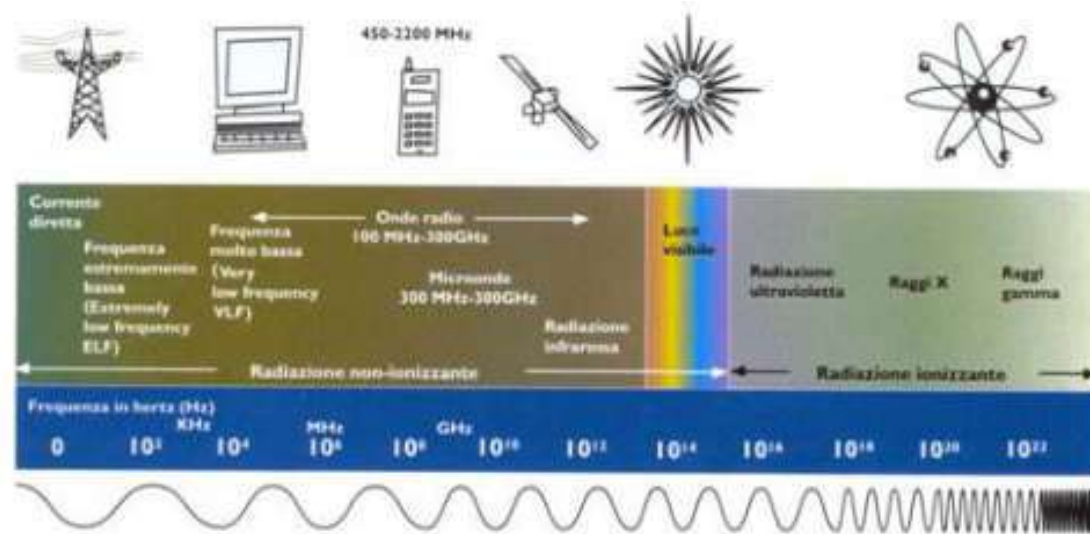 450-2200 MHz
Corrente
diretta
Frequenza
estremamente
bassa
(Extremely
low frequency
ELF)
Frequenza
molto bassa
(Very
low frequency
VLF)
Onde radio
100 MHz-300GHz
Microonde
300 MHz-300GHz
Radiazione
infrarossa
Luce
visibile
Radiazione
ultravioletta
Raggi X
Raggi
gamma
Radiazione non-ionizzante
Radiazione ionizzante
Frequenza in hertz (Hz)
KHz MHz GHz
0 10² 10⁴ 10⁶ 10⁸ 10¹⁰ 10¹² 10¹⁴ 10¹⁶ 10¹⁸ 10²⁰ 10²²